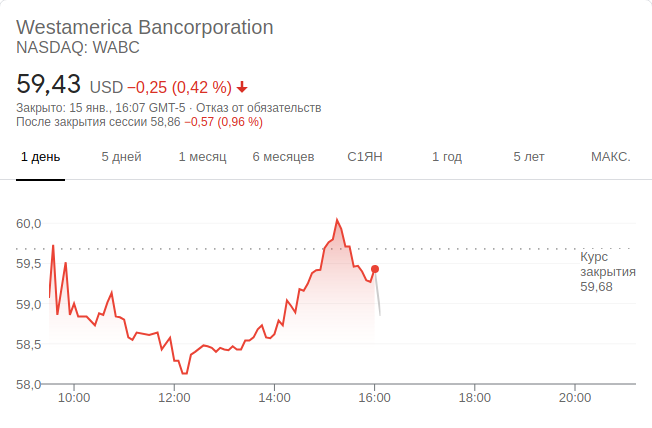 Westamerica Bancorporation
NASDAQ: WABC
59,43 USD −0,25 (0,42 %)
Закрыто: 15 янв., 16:07 GMT-5 · Отказ от обязательств
После закрытия сессии 58,86 −0,57 (0,96 %)
1 день 5 дней 1 месяц 6 месяцев С1ЯН 1 год 5 лет МАКС.
60,0
59,5
59,0
58,5
58,0
Курс
закрытия
59,68
10:00 12:00 14:00 16:00 18:00 20:00